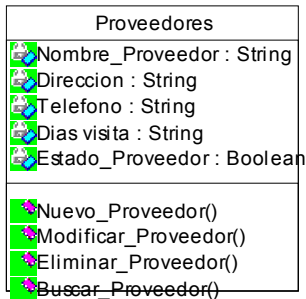 Proveedores
Nombre_Proveedor : String
Direccion : String
Telefono : String
Dias visita : String
Estado_Proveedor : Boolean
Nuevo_Proveedor()
Modificar_Proveedor()
Eliminar_Proveedor()
Buscar_Proveedor()